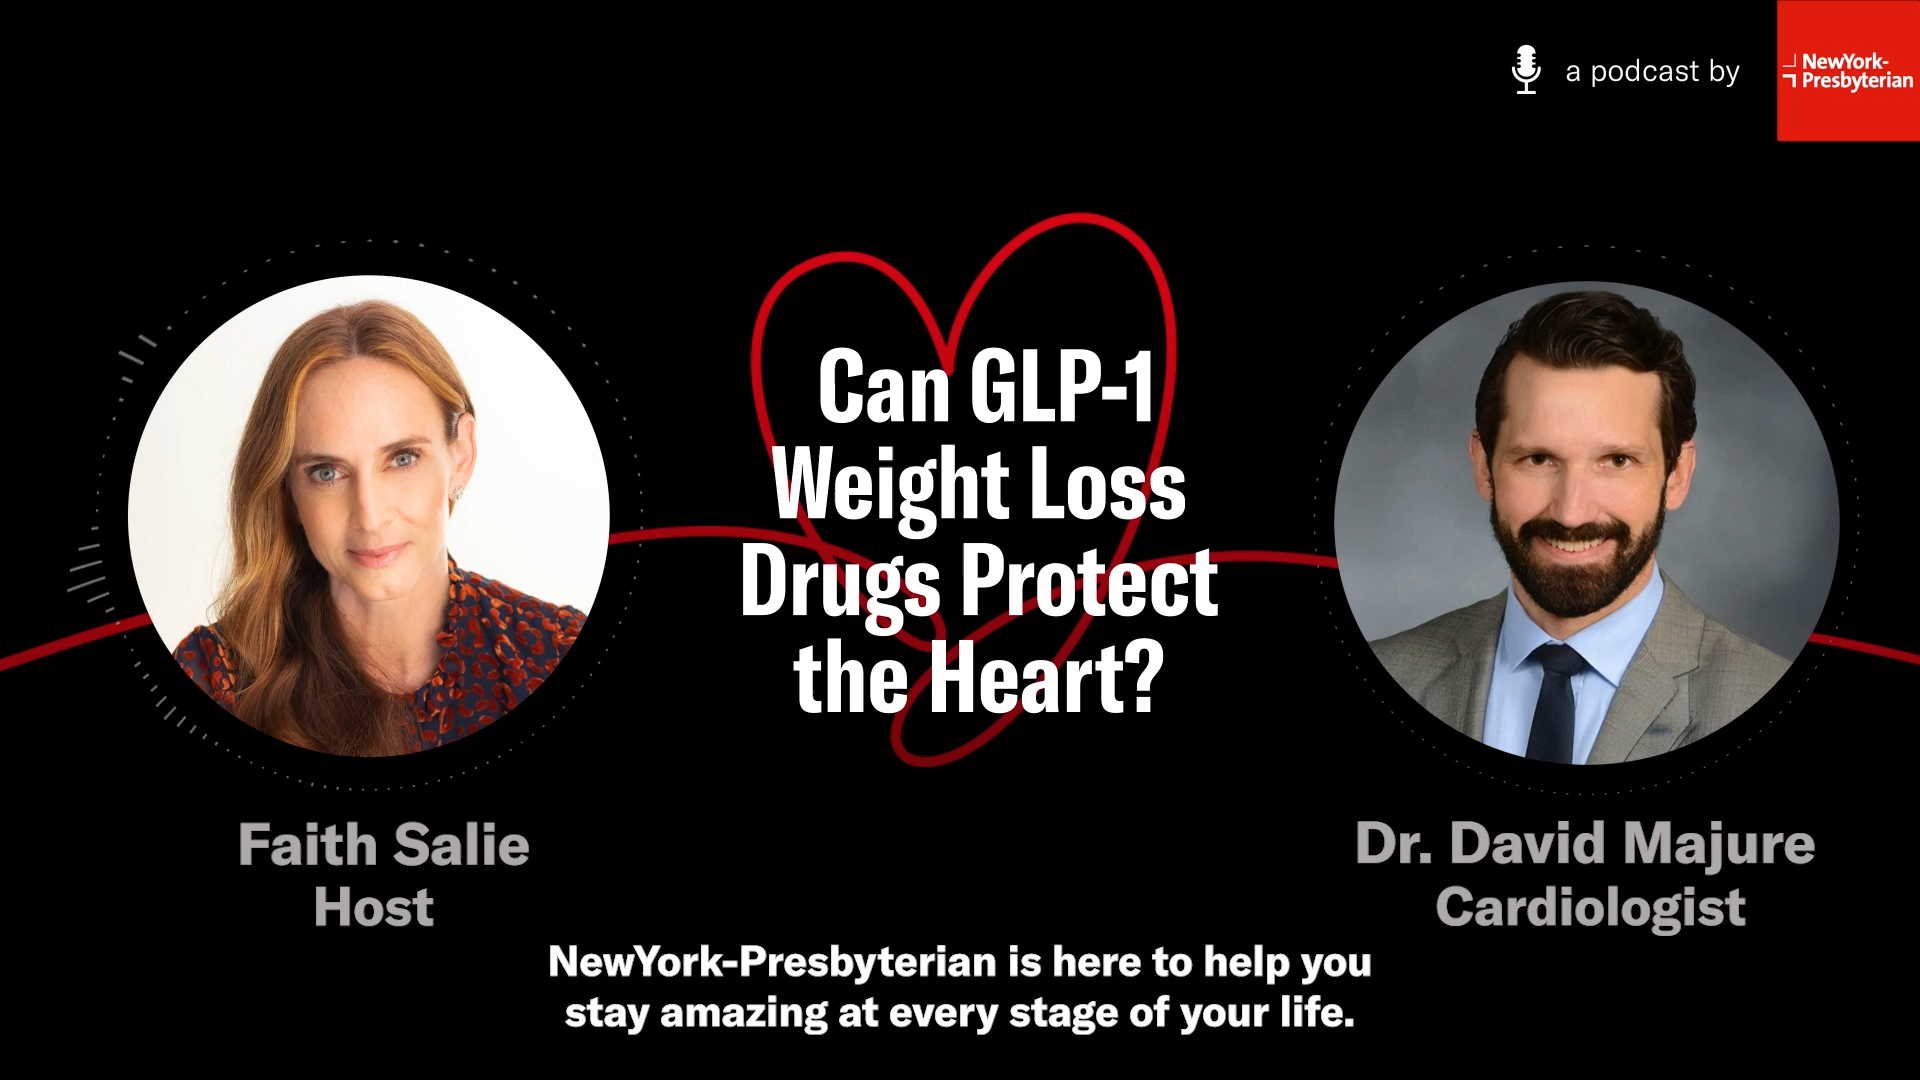 a podcast by
NewYork-
Presbyterian
Can GLP-1
Weight Loss
Drugs Protect
the Heart?
Faith Salie
Host
Dr. David Majure
Cardiologist
NewYork-Presbyterian is here to help you
stay amazing at every stage of your life.